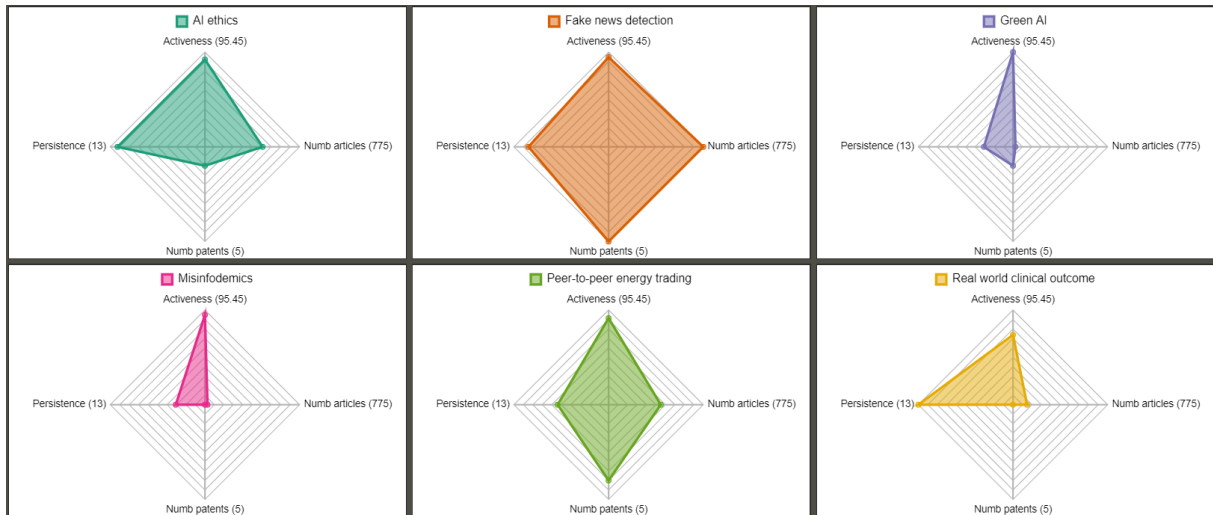 AI ethics
Activeness (95.45)
Persistence (13)
Numb articles (775)
Numb patents (5)
Fake news detection
Activeness (95.45)
Persistence (13)
Numb articles (775)
Numb patents (5)
Green AI
Activeness (95.45)
Persistence (13)
Numb articles (775)
Numb patents (5)
Misinfodemics
Activeness (95.45)
Persistence (13)
Numb articles (775)
Numb patents (5)
Peer-to-peer energy trading
Activeness (95.45)
Persistence (13)
Numb articles (775)
Numb patents (5)
Real world clinical outcome
Activeness (95.45)
Persistence (13)
Numb articles (775)
Numb patents (5)